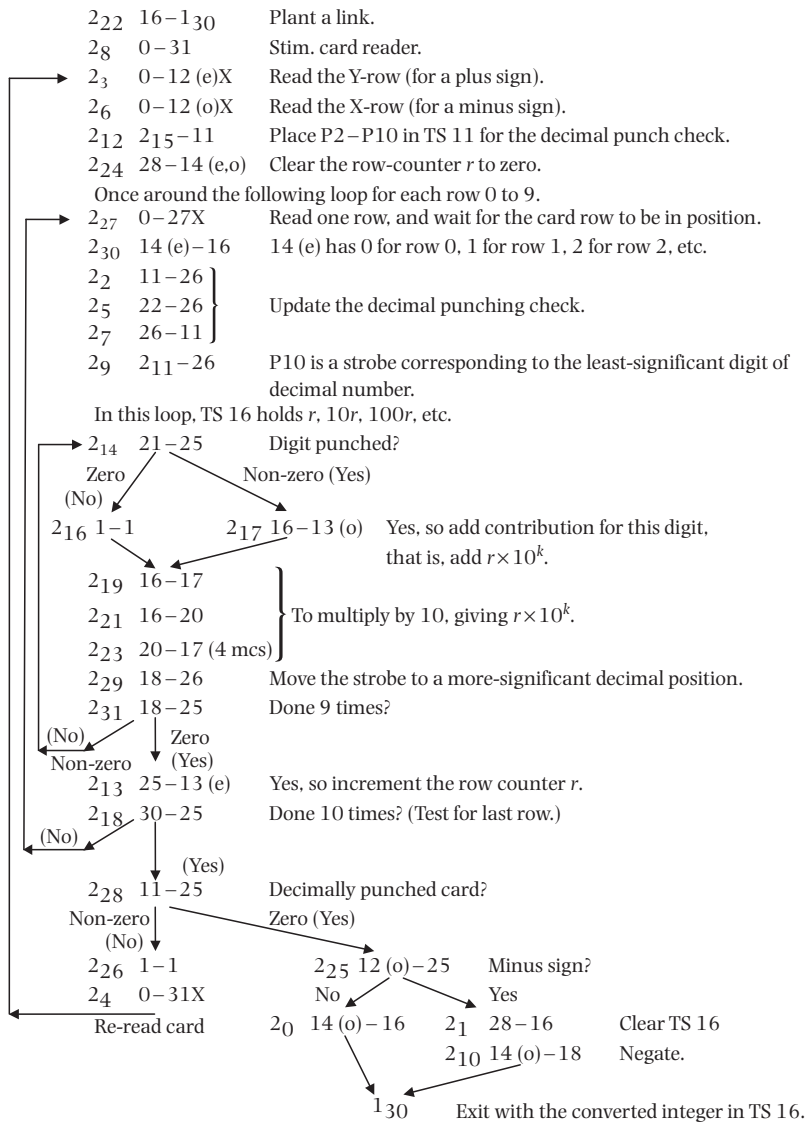 2₂₂ 16–1₃₀ Plant a link.
2₈ 0–31 Stim. card reader.
2₃ 0–12 (e)X Read the Y-row (for a plus sign).
2₆ 0–12 (o)X Read the X-row (for a minus sign).
2₁₂ 2₁₅–11 Place P2–P10 in TS 11 for the decimal punch check.
2₂₄ 28–14 (e,o) Clear the row-counter r to zero.
Once around the following loop for each row 0 to 9.
2₂₇ 0–27X Read one row, and wait for the card row to be in position.
2₃₀ 14 (e)–16 14 (e) has 0 for row 0, 1 for row 1, 2 for row 2, etc.
2₂ 11–26
2₅ 22–26 Update the decimal punching check.
2₇ 26–11
2₉ 2₁₁–26 P10 is a strobe corresponding to the least-significant digit of
decimal number.
In this loop, TS 16 holds r, 10r, 100r, etc.
2₁₄ 21–25 Digit punched?
Zero Non-zero (Yes)
(No)
2₁₆ 1–1 2₁₇ 16–13 (o) Yes, so add contribution for this digit,
that is, add r×10ᵏ.
2₁₉ 16–17
2₂₁ 16–20 To multiply by 10, giving r×10ᵏ.
2₂₃ 20–17 (4 mcs)
2₂₉ 18–26 Move the strobe to a more-significant decimal position.
2₃₁ 18–25 Done 9 times?
(No) Zero
Non-zero (Yes)
2₁₃ 25–13 (e) Yes, so increment the row counter r.
2₁₈ 30–25 Done 10 times? (Test for last row.)
(No)
(Yes)
2₂₈ 11–25 Decimally punched card?
Non-zero Zero (Yes)
(No)
2₂₆ 1–1 2₂₅ 12 (o)–25 Minus sign?
2₄ 0–31X No Yes
Re-read card 2₀ 14 (o)–16 2₁ 28–16 Clear TS 16
2₁₀ 14 (o)–18 Negate.
1₃₀ Exit with the converted integer in TS 16.